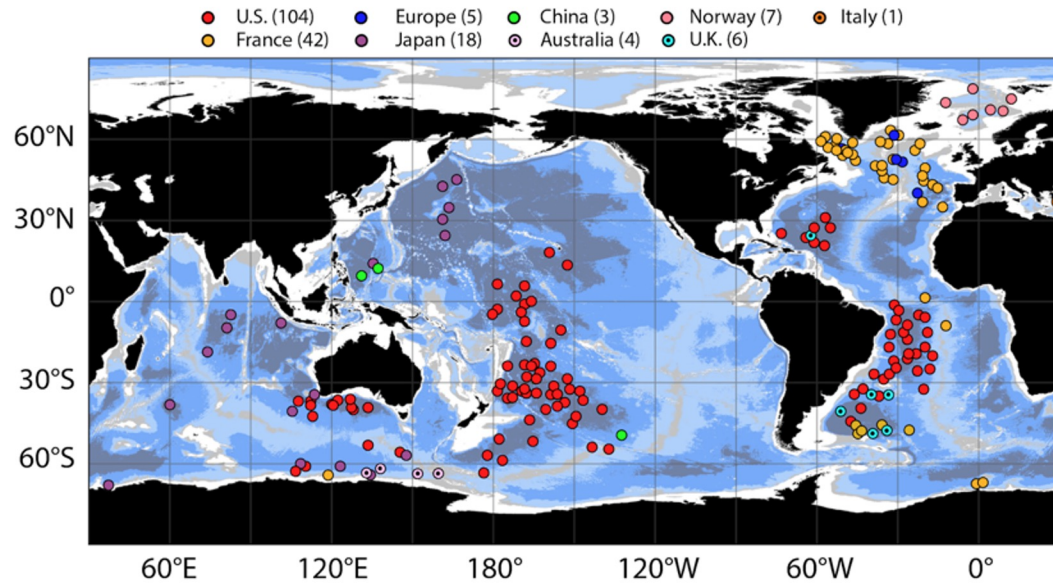 U.S. (104) Europe (5) China (3) Norway (7) Italy (1)
France (42) Japan (18) Australia (4) U.K. (6)
60°N
30°N
0°
30°S
60°S
60°E 120°E 180° 120°W 60°W 0°